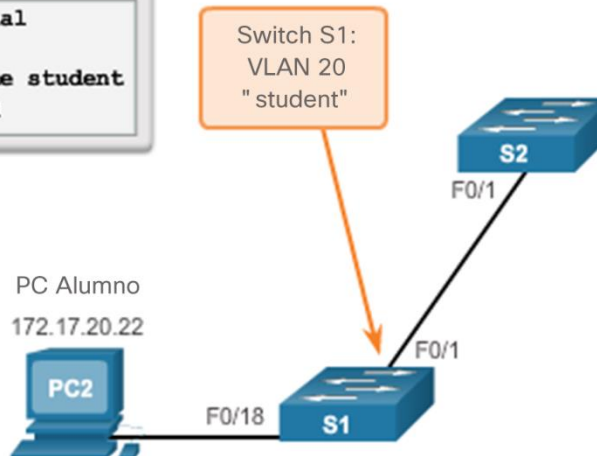 al
e student
Switch S1:
VLAN 20
"student"
S2
F0/1
PC Alumno
172.17.20.22
PC2
F0/18
F0/1
S1